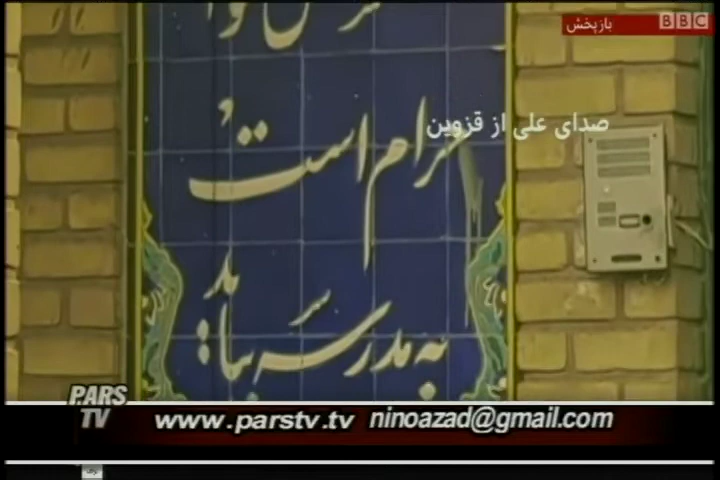 بازپخش BBC
صدای علی از قزوین
حرام است
به مدرسه بیاید
PARS
TV
www.parstv.tv ninoazad@gmail.com